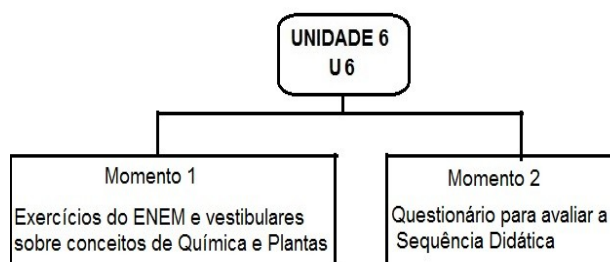 UNIDADE 6
U 6
Momento 1
Exercícios do ENEM e vestibulares
sobre conceitos de Química e Plantas
Momento 2
Questionário para avaliar a
Sequência Didática